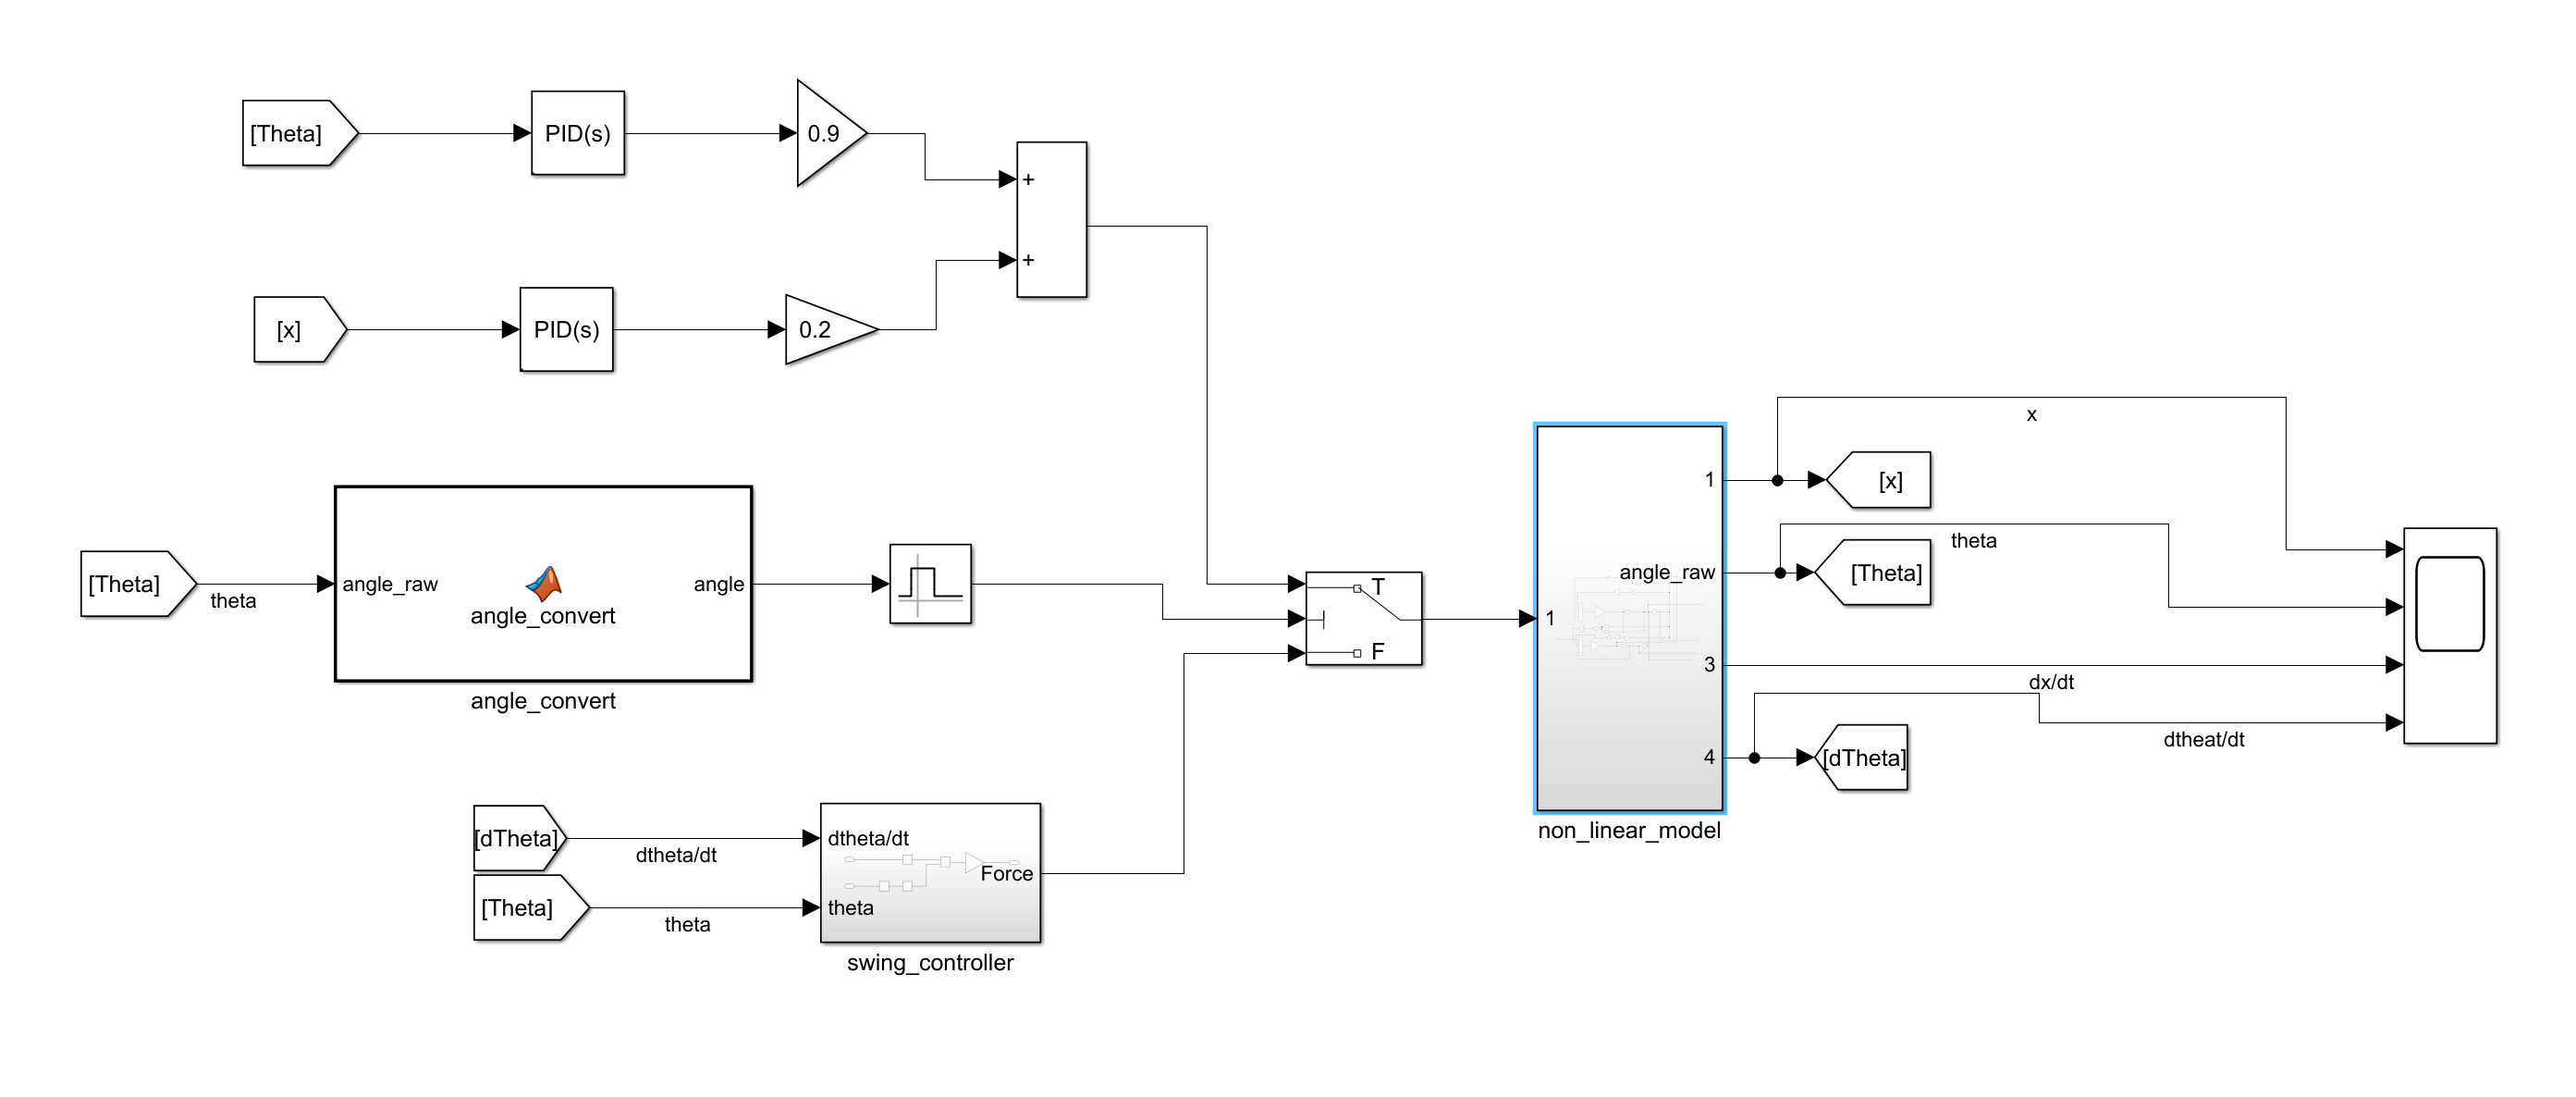 [Theta]
PID(s)
0.9
+
+
[x]
PID(s)
0.2
[Theta]
theta
angle_raw
angle
angle_convert
angle_convert
T
F
[dTheta]
dtheta/dt
[Theta]
theta
dtheta/dt
Force
theta
swing_controller
1
1
angle_raw
3
4
non_linear_model
x
[x]
theta
[Theta]
dx/dt
[dTheta]
dtheat/dt